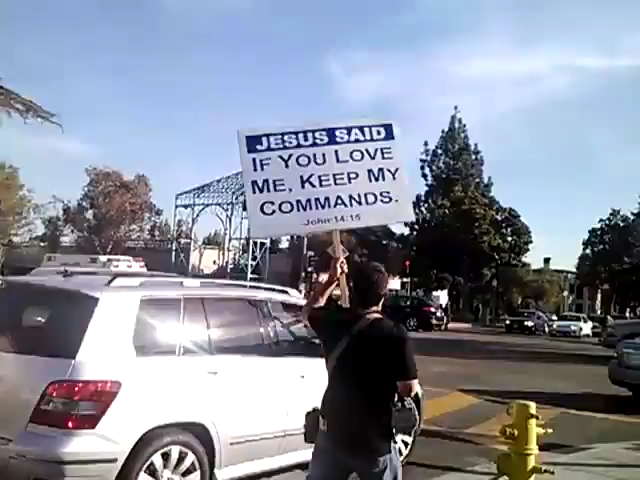 JESUS SAID
IF YOU LOVE
ME, KEEP MY
COMMANDS.
John 14:15